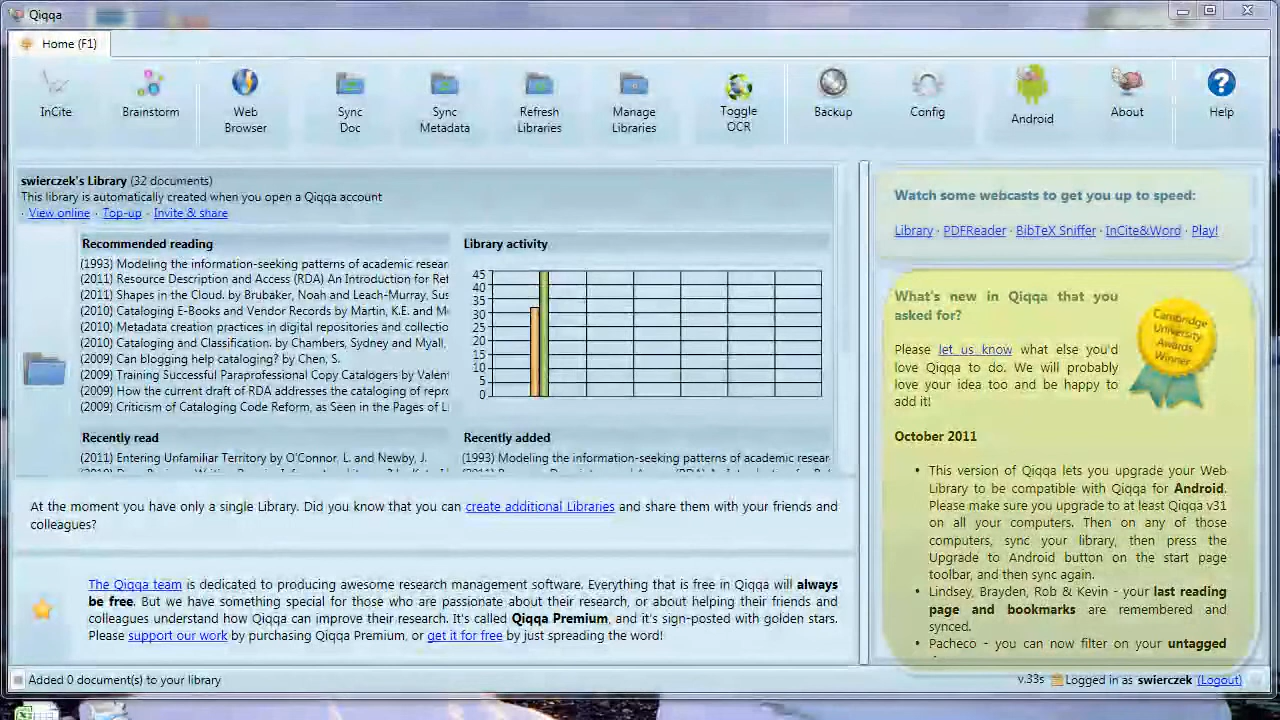 Qiqqa
Home (F1)
InCite
Brainstorm
Web
Browser
Sync
Doc
Sync
Metadata
Refresh
Libraries
Manage
Libraries
Toggle
OCR
Backup
Config
Android
About
Help
swierczek's Library (32 documents)
This library is automatically created when you open a Qiqqa account
· View online · Top-up · Invite & share
Recommended reading
(1993) Modeling the information-seeking patterns of academic resear
(2011) Resource Description and Access (RDA) An Introduction for Ref
(2011) Shapes in the Cloud. by Brubaker, Noah and Leach-Murray, Sus
(2010) Cataloging E-Books and Vendor Records by Martin, K.E. and M
(2010) Metadata creation practices in digital repositories and collectio
(2010) Cataloging and Classification. by Chambers, Sydney and Myall,
(2009) Can blogging help cataloging? by Chen, S.
(2009) Training Successful Paraprofessional Copy Catalogers by Valen
(2009) How the current draft of RDA addresses the cataloging of repro
(2009) Criticism of Cataloging Code Reform, as Seen in the Pages of L
Library activity
45
40
35
30
25
20
15
10
5
0
Recently read
(2011) Entering Unfamiliar Territory by O'Connor, L. and Newby, J.
Recently added
(1993) Modeling the information-seeking patterns of academic resear
At the moment you have only a single Library. Did you know that you can create additional Libraries and share them with your friends and
colleagues?
The Qiqqa team is dedicated to producing awesome research management software. Everything that is free in Qiqqa will always
be free. But we have something special for those who are passionate about their research, or about helping their friends and
colleagues understand how Qiqqa can improve their research. It's called Qiqqa Premium, and it's sign-posted with golden stars.
Please support our work by purchasing Qiqqa Premium, or get it for free by just spreading the word!
Watch some webcasts to get you up to speed:
Library · PDFReader · BibTeX Sniffer · InCite&Word · Play!
What's new in Qiqqa that you
asked for?
Cambridge
University
Awards
Winner
Please let us know what else you'd
love Qiqqa to do. We will probably
love your idea too and be happy to
add it!
October 2011
• This version of Qiqqa lets you upgrade your Web
Library to be compatible with Qiqqa for Android.
Please make sure you upgrade to at least Qiqqa v31
on all your computers. Then on any of those
computers, sync your library, then press the
Upgrade to Android button on the start page
toolbar, and then sync again.
• Lindsey, Brayden, Rob & Kevin - your last reading
page and bookmarks are remembered and
synced.
• Pacheco - you can now filter on your untagged
Added 0 document(s) to your library
v.33s
Logged in as swierczek (Logout)